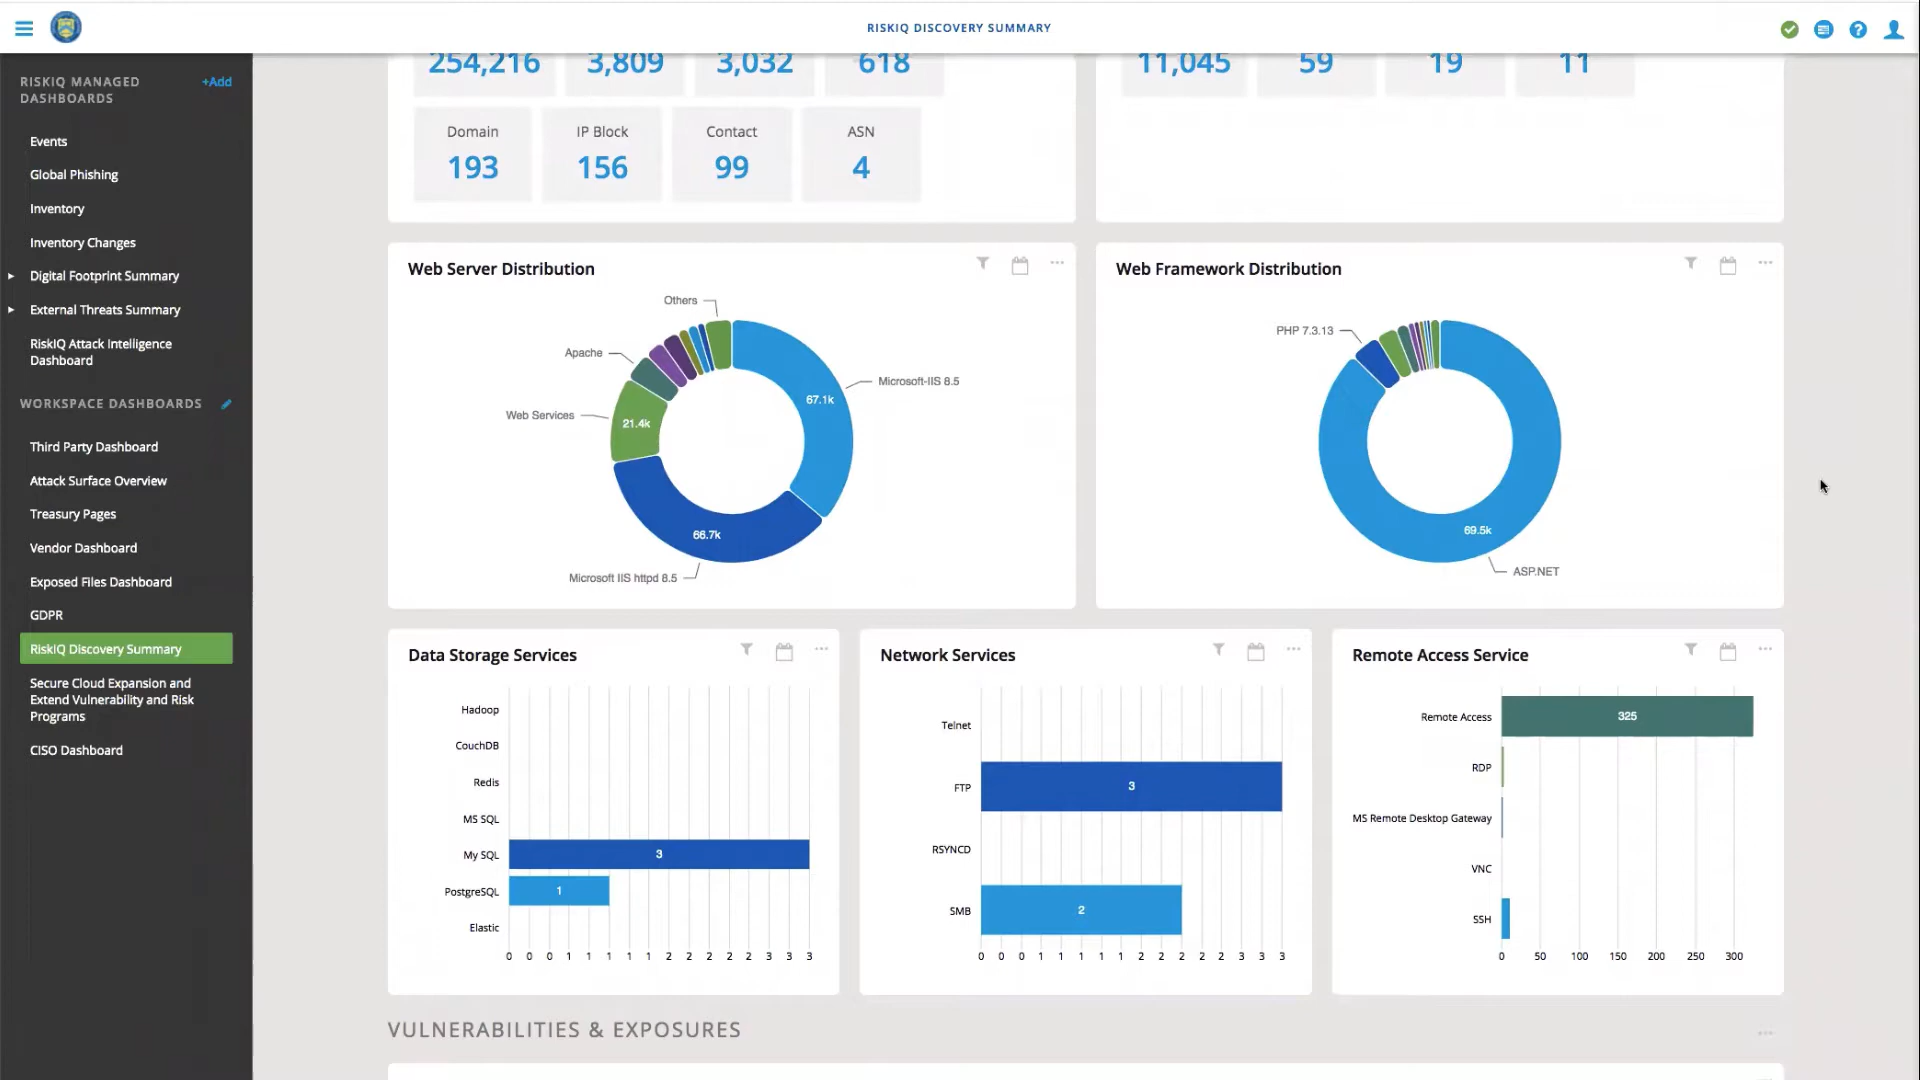 RISKIQ DISCOVERY SUMMARY
RISKIQ MANAGED
DASHBOARDS
+Add
Events
Global Phishing
Inventory
Inventory Changes
Digital Footprint Summary
External Threats Summary
RiskIQ Attack Intelligence
Dashboard
WORKSPACE DASHBOARDS
Third Party Dashboard
Attack Surface Overview
Treasury Pages
Vendor Dashboard
Exposed Files Dashboard
GDPR
RiskIQ Discovery Summary
Secure Cloud Expansion and
Extend Vulnerability and Risk
Programs
CISO Dashboard
254,216 3,809 3,032 618
11,045 59 19 11
Domain IP Block Contact ASN
193 156 99 4
Web Server Distribution
Others
Apache
Microsoft-IIS 8.5
67.1k
Web Services
21.4k
66.7k
Microsoft IIS httpd 8.5
Web Framework Distribution
PHP 7.3.13
69.5k
ASP.NET
Data Storage Services
Hadoop
CouchDB
Redis
MS SQL
My SQL 3
PostgreSQL 1
Elastic
0 0 0 1 1 1 1 1 2 2 2 2 2 3 3 3
Network Services
Telnet
FTP 3
RSYNCD
SMB 2
0 0 0 1 1 1 1 1 2 2 2 2 2 3 3 3
Remote Access Service
Remote Access 325
RDP
MS Remote Desktop Gateway
VNC
SSH
0 50 100 150 200 250 300
VULNERABILITIES & EXPOSURES